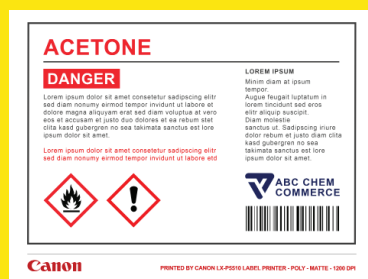 ACETONE
DANGER
Lorem ipsum dolor sit amet consetetur sadipscing elitr
sed diam nonumy eirmod tempor invidunt ut labore et
dolore magna aliquyam erat sed diam voluptua at vero
eos et accusam et justo duo dolores et ea rebum stet
clita kasd gubergren no sea takimata sanctus est lore
ipsum dolor sit amet.
Lorem ipsum dolor sit amet consetetur sadipscing elitr
sed diam nonumy eirmod tempor invidunt ut labore etd
LOREM IPSUM
Minim diam at ipsum
tempor.
Augue feugait luptatum in
lorem tincidunt sed eros
elitr aliquip suscipit.
Diam molestie
sanctus ut. Sadipscing iriure
dolor rebum et justo diam clita
kasd gubergren no sea
takimata sanctus est lore
ipsum dolor sit amet.
ABC CHEM
COMMERCE
Canon
PRINTED BY CANON LX-P5510 LABEL PRINTER - POLY - MATTE - 1200 DPI